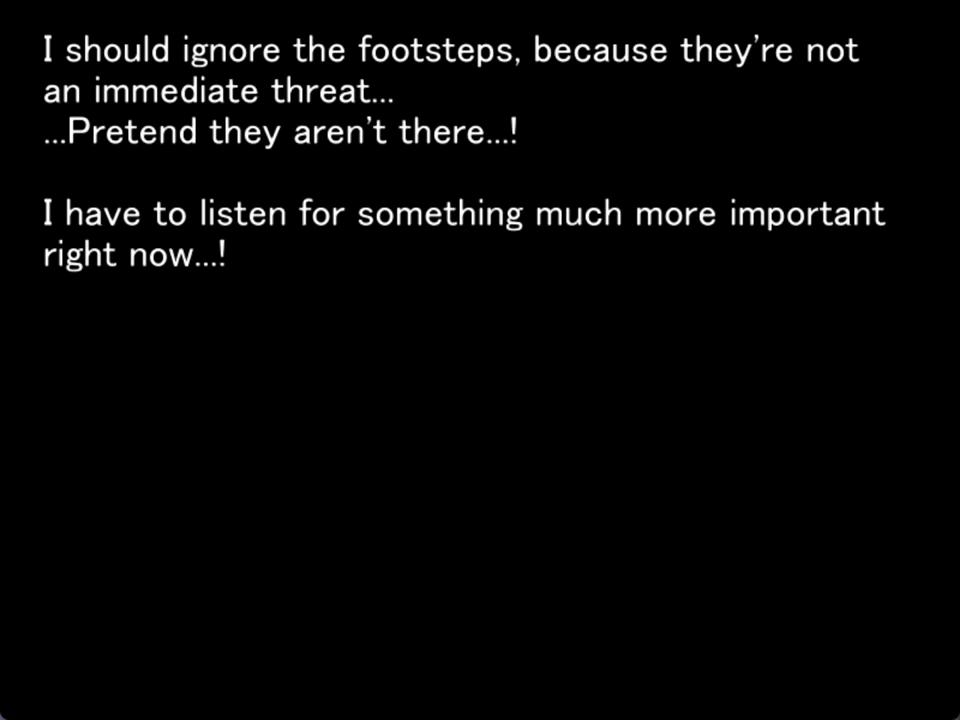 I should ignore the footsteps, because they're not
an immediate threat...
...Pretend they aren't there...!
I have to listen for something much more important
right now...!